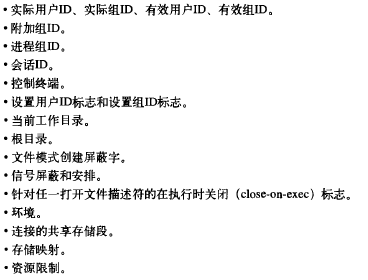 • 实际用户ID、实际组ID、有效用户ID、有效组ID。
• 附加组ID。
• 进程组ID。
• 会话ID。
• 控制终端。
• 设置用户ID标志和设置组ID标志。
• 当前工作目录。
• 根目录。
• 文件模式创建屏蔽字。
• 信号屏蔽和安排。
• 针对任一打开文件描述符的在执行时关闭（close-on-exec）标志。
• 环境。
• 连接的共享存储段。
• 存储映射。
• 资源限制。